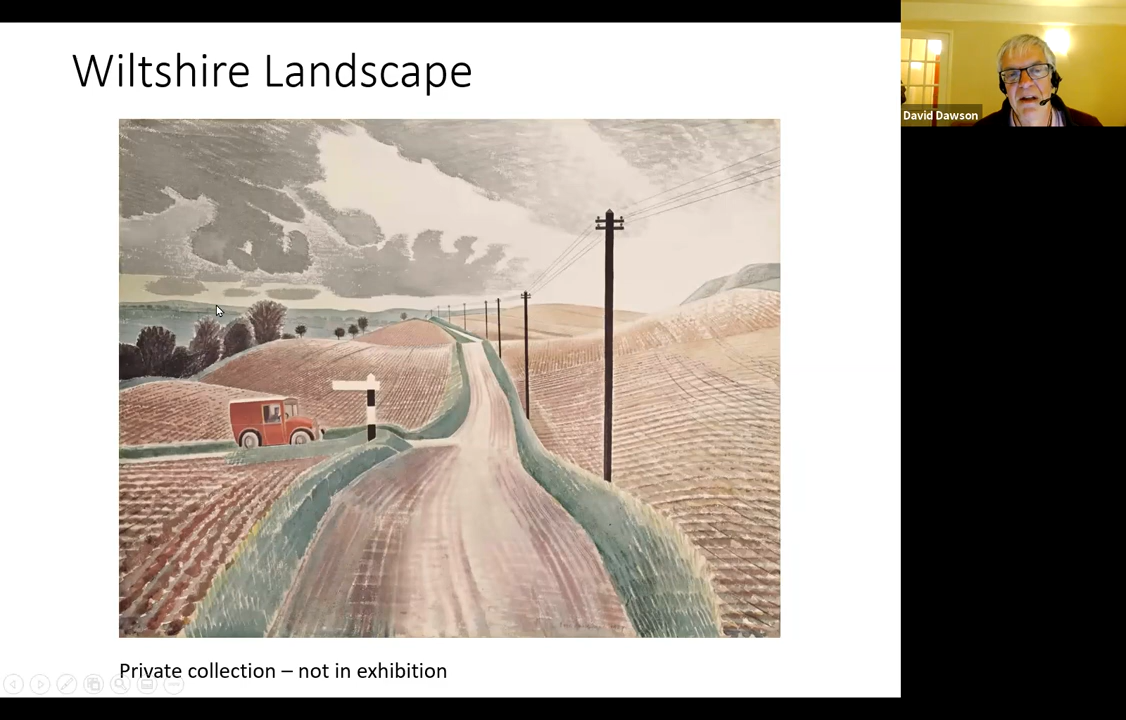 Wiltshire Landscape
David Dawson
Private collection – not in exhibition